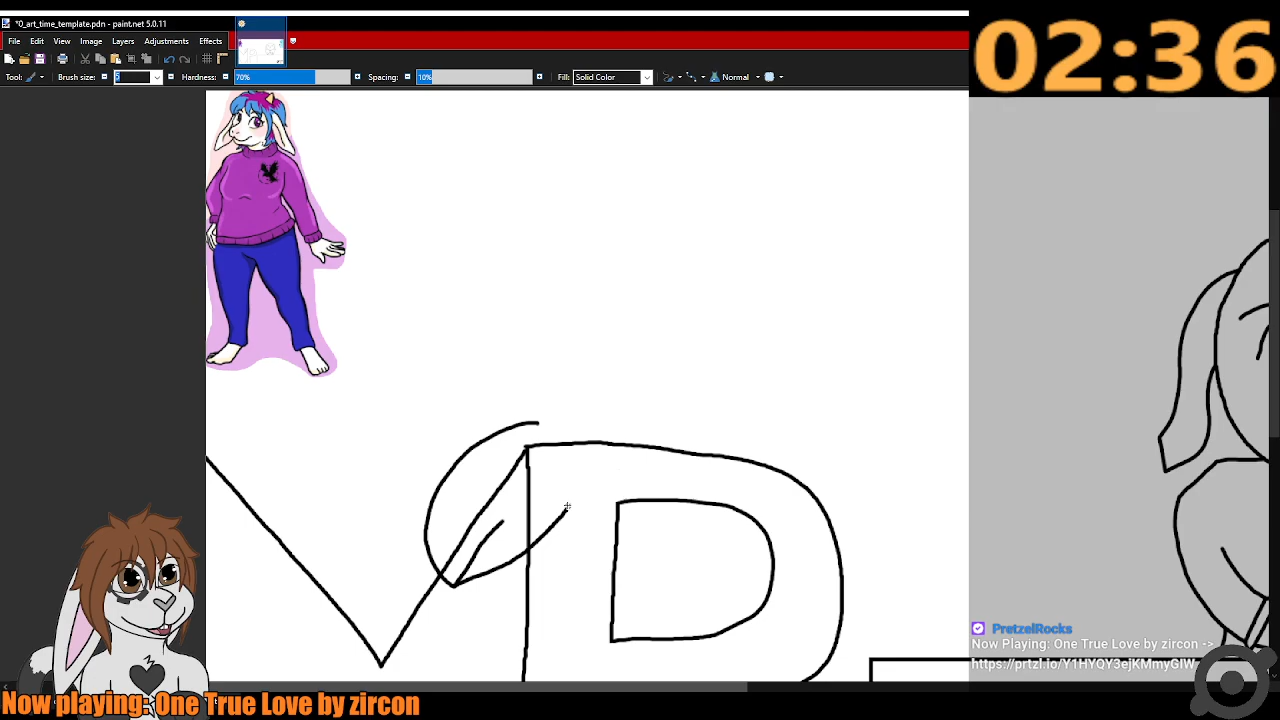 *0_art_time_template.pdn - paint.net 5.0.11
File Edit View Image Layers Adjustments Effects
Tool: Brush size: 5 Hardness: 70% Spacing: 10% Fill: Solid Color Normal
02:36
D
PretzelRocks
Now Playing: One True Love by zircon ->
https://prtzl.io/Y1HYQY3ejKMmyGlW
Now playing: One True Love by zircon